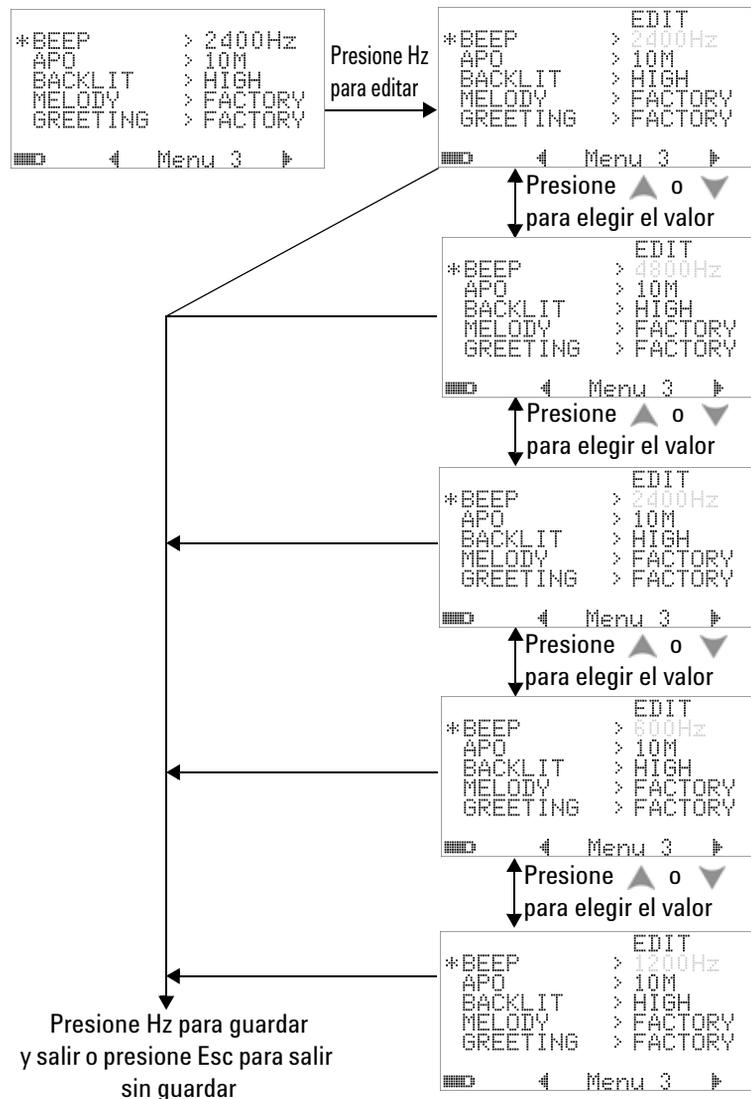 *BEEP > 2400Hz
APO > 10M
BACKLIT > HIGH
MELODY > FACTORY
GREETING > FACTORY
Menu 3
Presione Hz
para editar
EDIT
*BEEP > 2400Hz
APO > 10M
BACKLIT > HIGH
MELODY > FACTORY
GREETING > FACTORY
Menu 3
Presione ▲ o ▼
para elegir el valor
EDIT
*BEEP > 4800Hz
APO > 10M
BACKLIT > HIGH
MELODY > FACTORY
GREETING > FACTORY
Menu 3
Presione ▲ o ▼
para elegir el valor
EDIT
*BEEP > 2400Hz
APO > 10M
BACKLIT > HIGH
MELODY > FACTORY
GREETING > FACTORY
Menu 3
Presione ▲ o ▼
para elegir el valor
EDIT
*BEEP > 600Hz
APO > 10M
BACKLIT > HIGH
MELODY > FACTORY
GREETING > FACTORY
Menu 3
Presione ▲ o ▼
para elegir el valor
EDIT
*BEEP > 1200Hz
APO > 10M
BACKLIT > HIGH
MELODY > FACTORY
GREETING > FACTORY
Menu 3
Presione Hz para guardar
y salir o presione Esc para salir
sin guardar